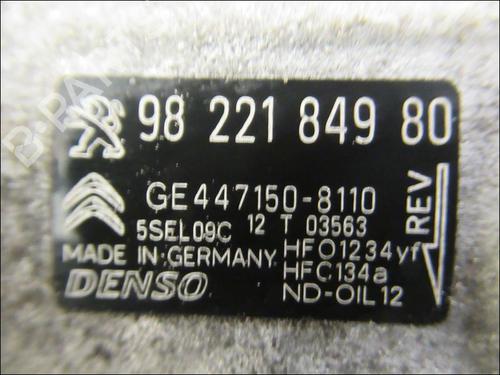 98 221 849 80
GE447150-8110
5SEL09C 12 T 03563
MADE IN:GERMANY HFO1234yf
DENSO HFC134a
ND-OIL12
REV